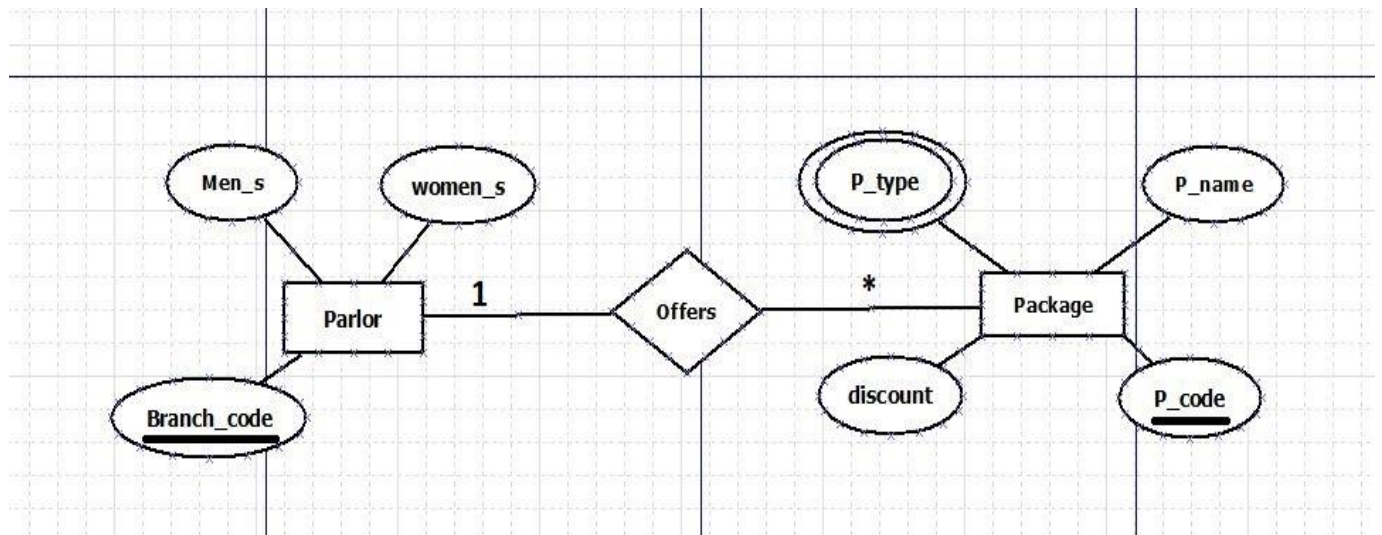 Men_s
women_s
P_type
P_name
1
*
Parlor
Offers
Package
Branch_code
discount
P_code